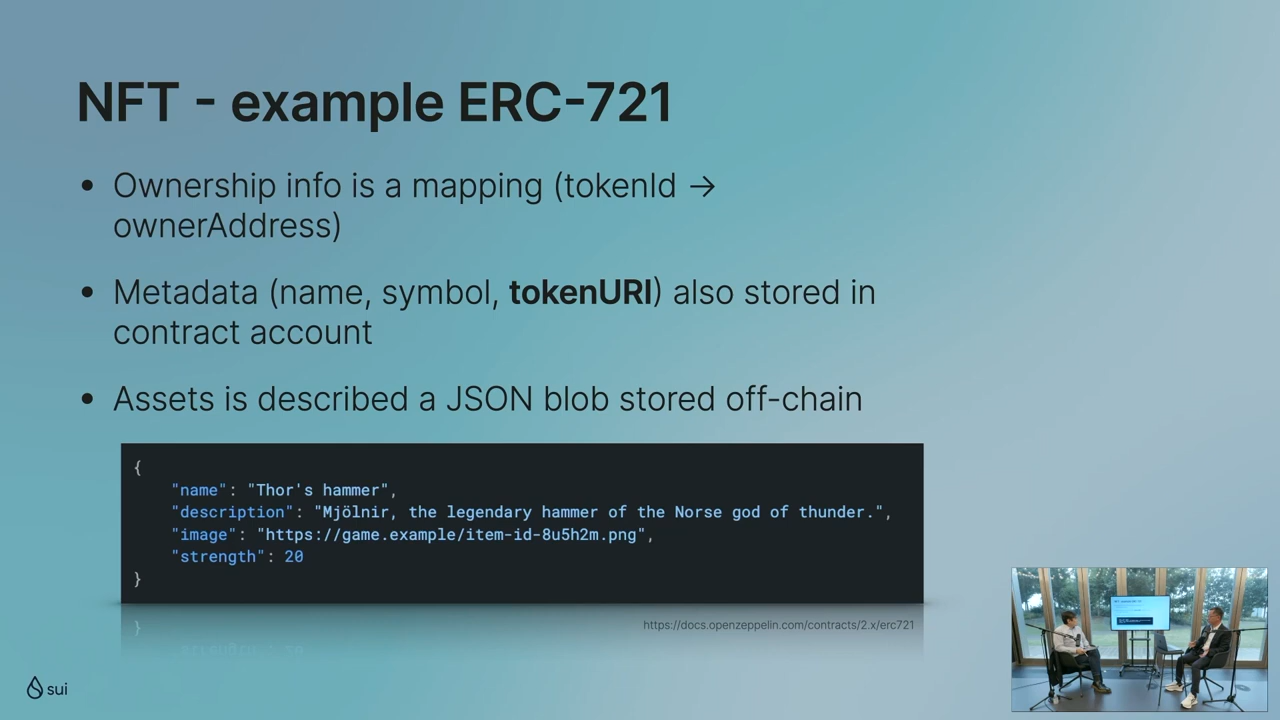 NFT - example ERC-721
• Ownership info is a mapping (tokenId →
ownerAddress)
• Metadata (name, symbol, tokenURI) also stored in
contract account
• Assets is described a JSON blob stored off-chain
{
"name": "Thor's hammer",
"description": "Mjölnir, the legendary hammer of the Norse god of thunder.",
"image": "https://game.example/item-id-8u5h2m.png",
"strength": 20
}
https://docs.openzeppelin.com/contracts/2.x/erc721
sui